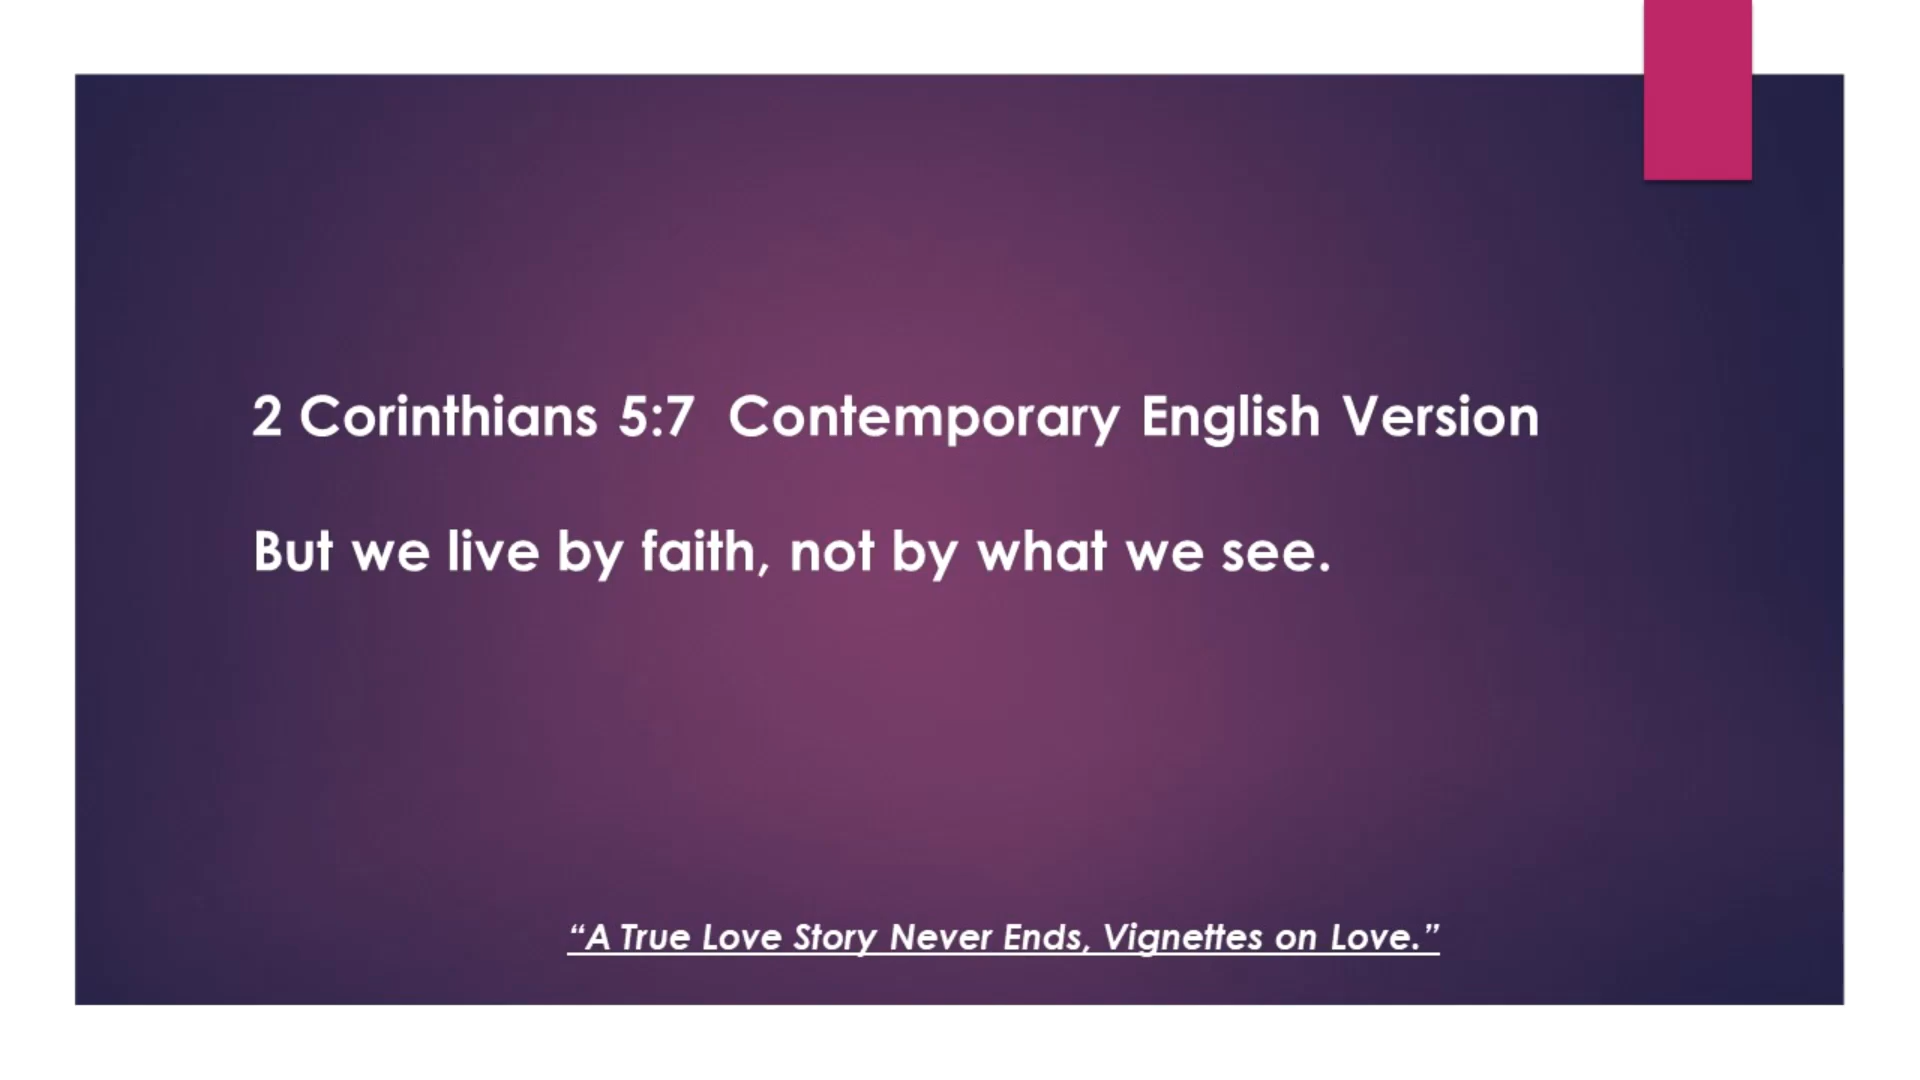 2 Corinthians 5:7  Contemporary English Version
But we live by faith, not by what we see.
“A True Love Story Never Ends, Vignettes on Love.”